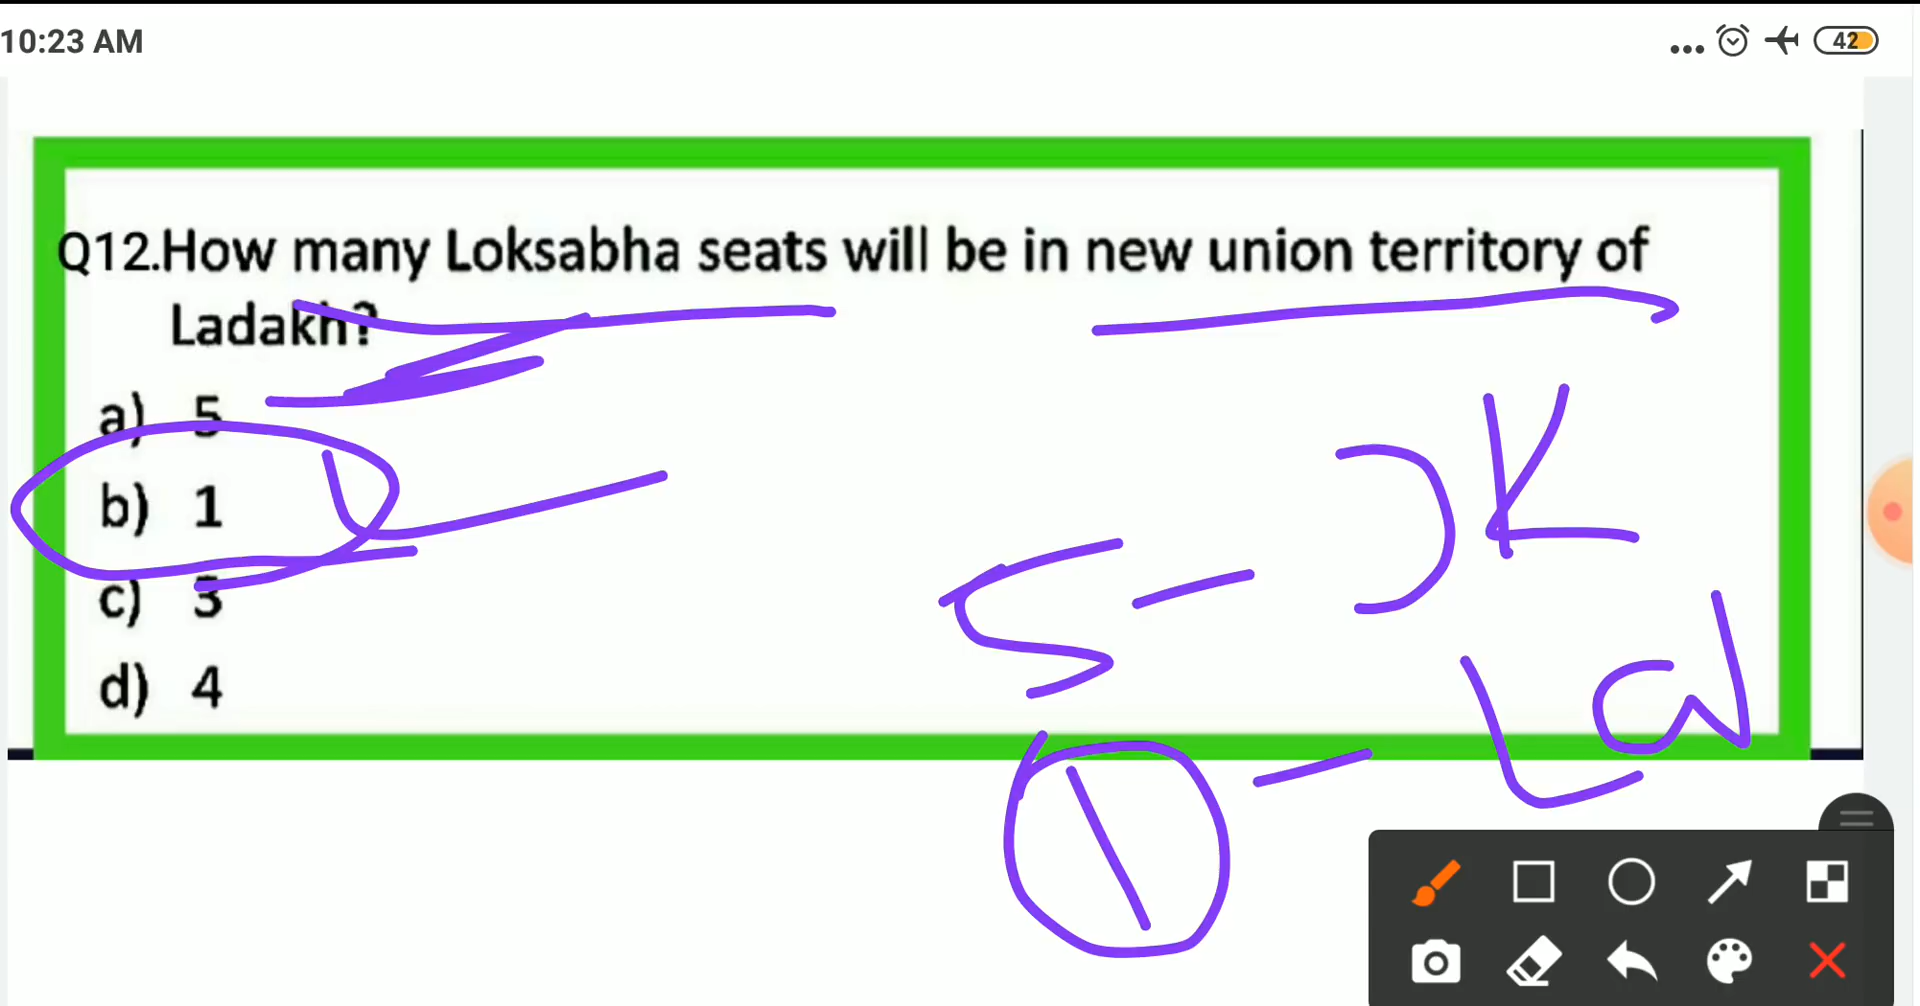 10:23 AM
42
Q12.How many Loksabha seats will be in new union territory of
Ladakh?
a) 5
b) 1
c) 3
d) 4
5 - JK
1 - Lad